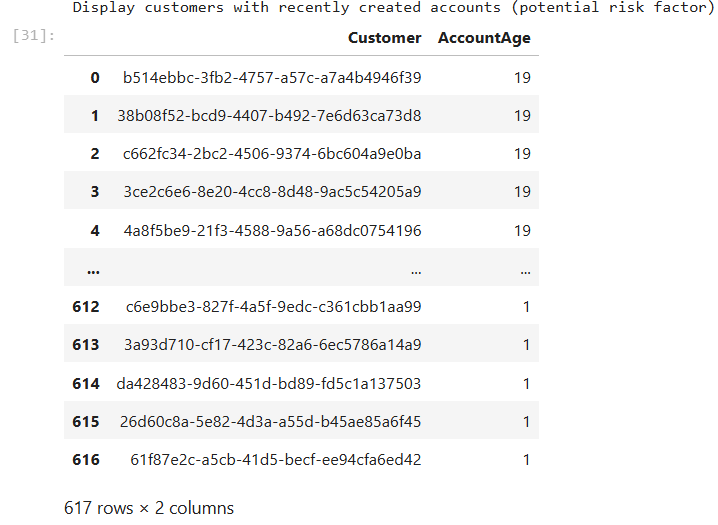 Display customers with recently created accounts (potential risk factor)
[31]:
Customer AccountAge
0 b514ebbc-3fb2-4757-a57c-a7a4b4946f39 19
1 38b08f52-bcd9-4407-b492-7e6d63ca73d8 19
2 c662fc34-2bc2-4506-9374-6bc604a9e0ba 19
3 3ce2c6e6-8e20-4cc8-8d48-9ac5c54205a9 19
4 4a8f5be9-21f3-4588-9a56-a68dc0754196 19
... ... ...
612 c6e9bbe3-827f-4a5f-9edc-c361cbb1aa99 1
613 3a93d710-cf17-423c-82a6-6ec5786a14a9 1
614 da428483-9d60-451d-bd89-fd5c1a137503 1
615 26d60c8a-5e82-4d3a-a55d-b45ae85a6f45 1
616 61f87e2c-a5cb-41d5-becf-ee94cfa6ed42 1
617 rows × 2 columns